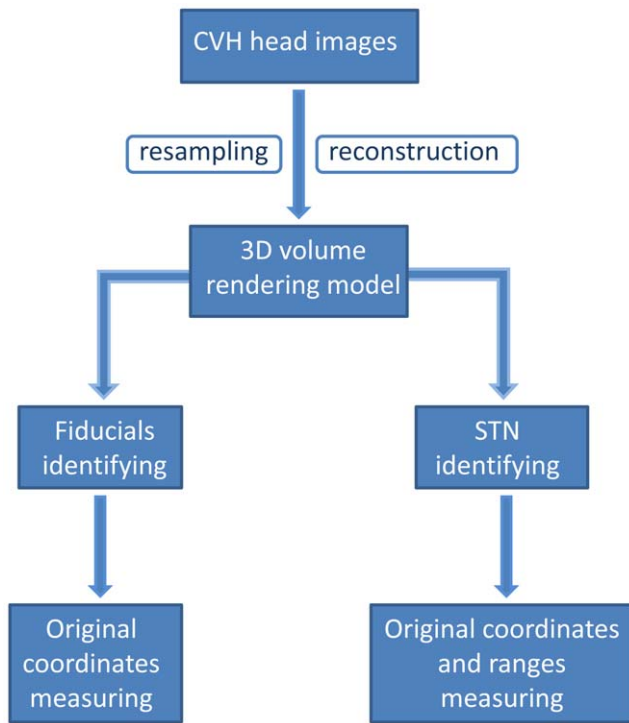 CVH head images
resampling
reconstruction
3D volume
rendering model
Fiducials
identifying
STN
identifying
Original
coordinates
measuring
Original coordinates
and ranges
measuring